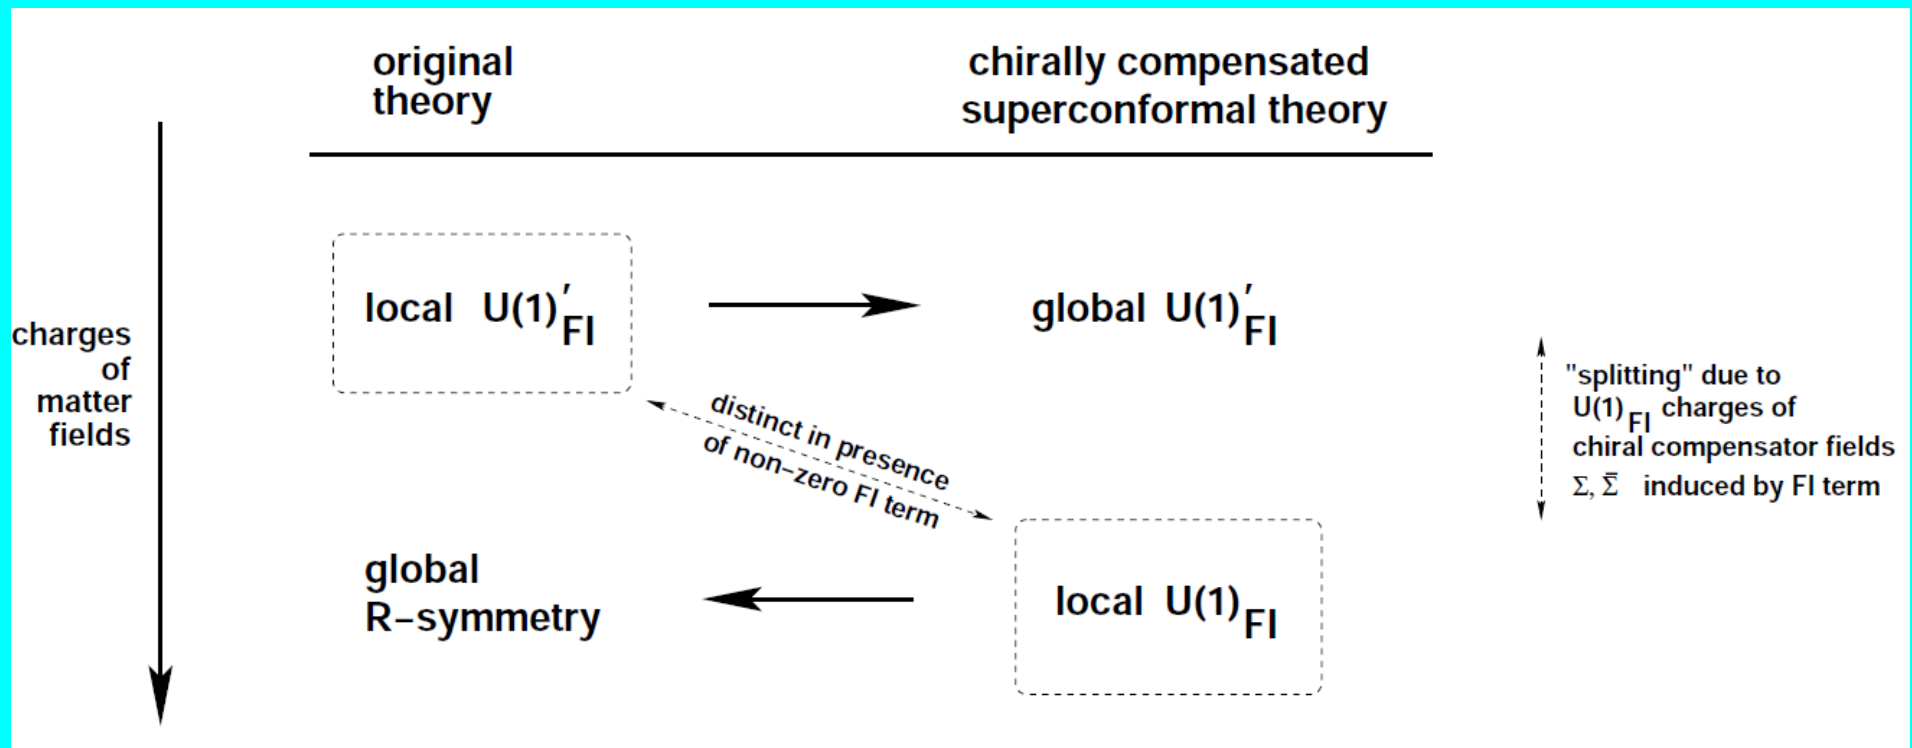 original
theory
chirally compensated
superconformal theory
charges
of
matter
fields
local U(1)′FI
global U(1)′FI
distinct in presence
of non−zero FI term
"splitting" due to
U(1)FI charges of
chiral compensator fields
Σ, Σ̄ induced by FI term
global
R−symmetry
local U(1)FI